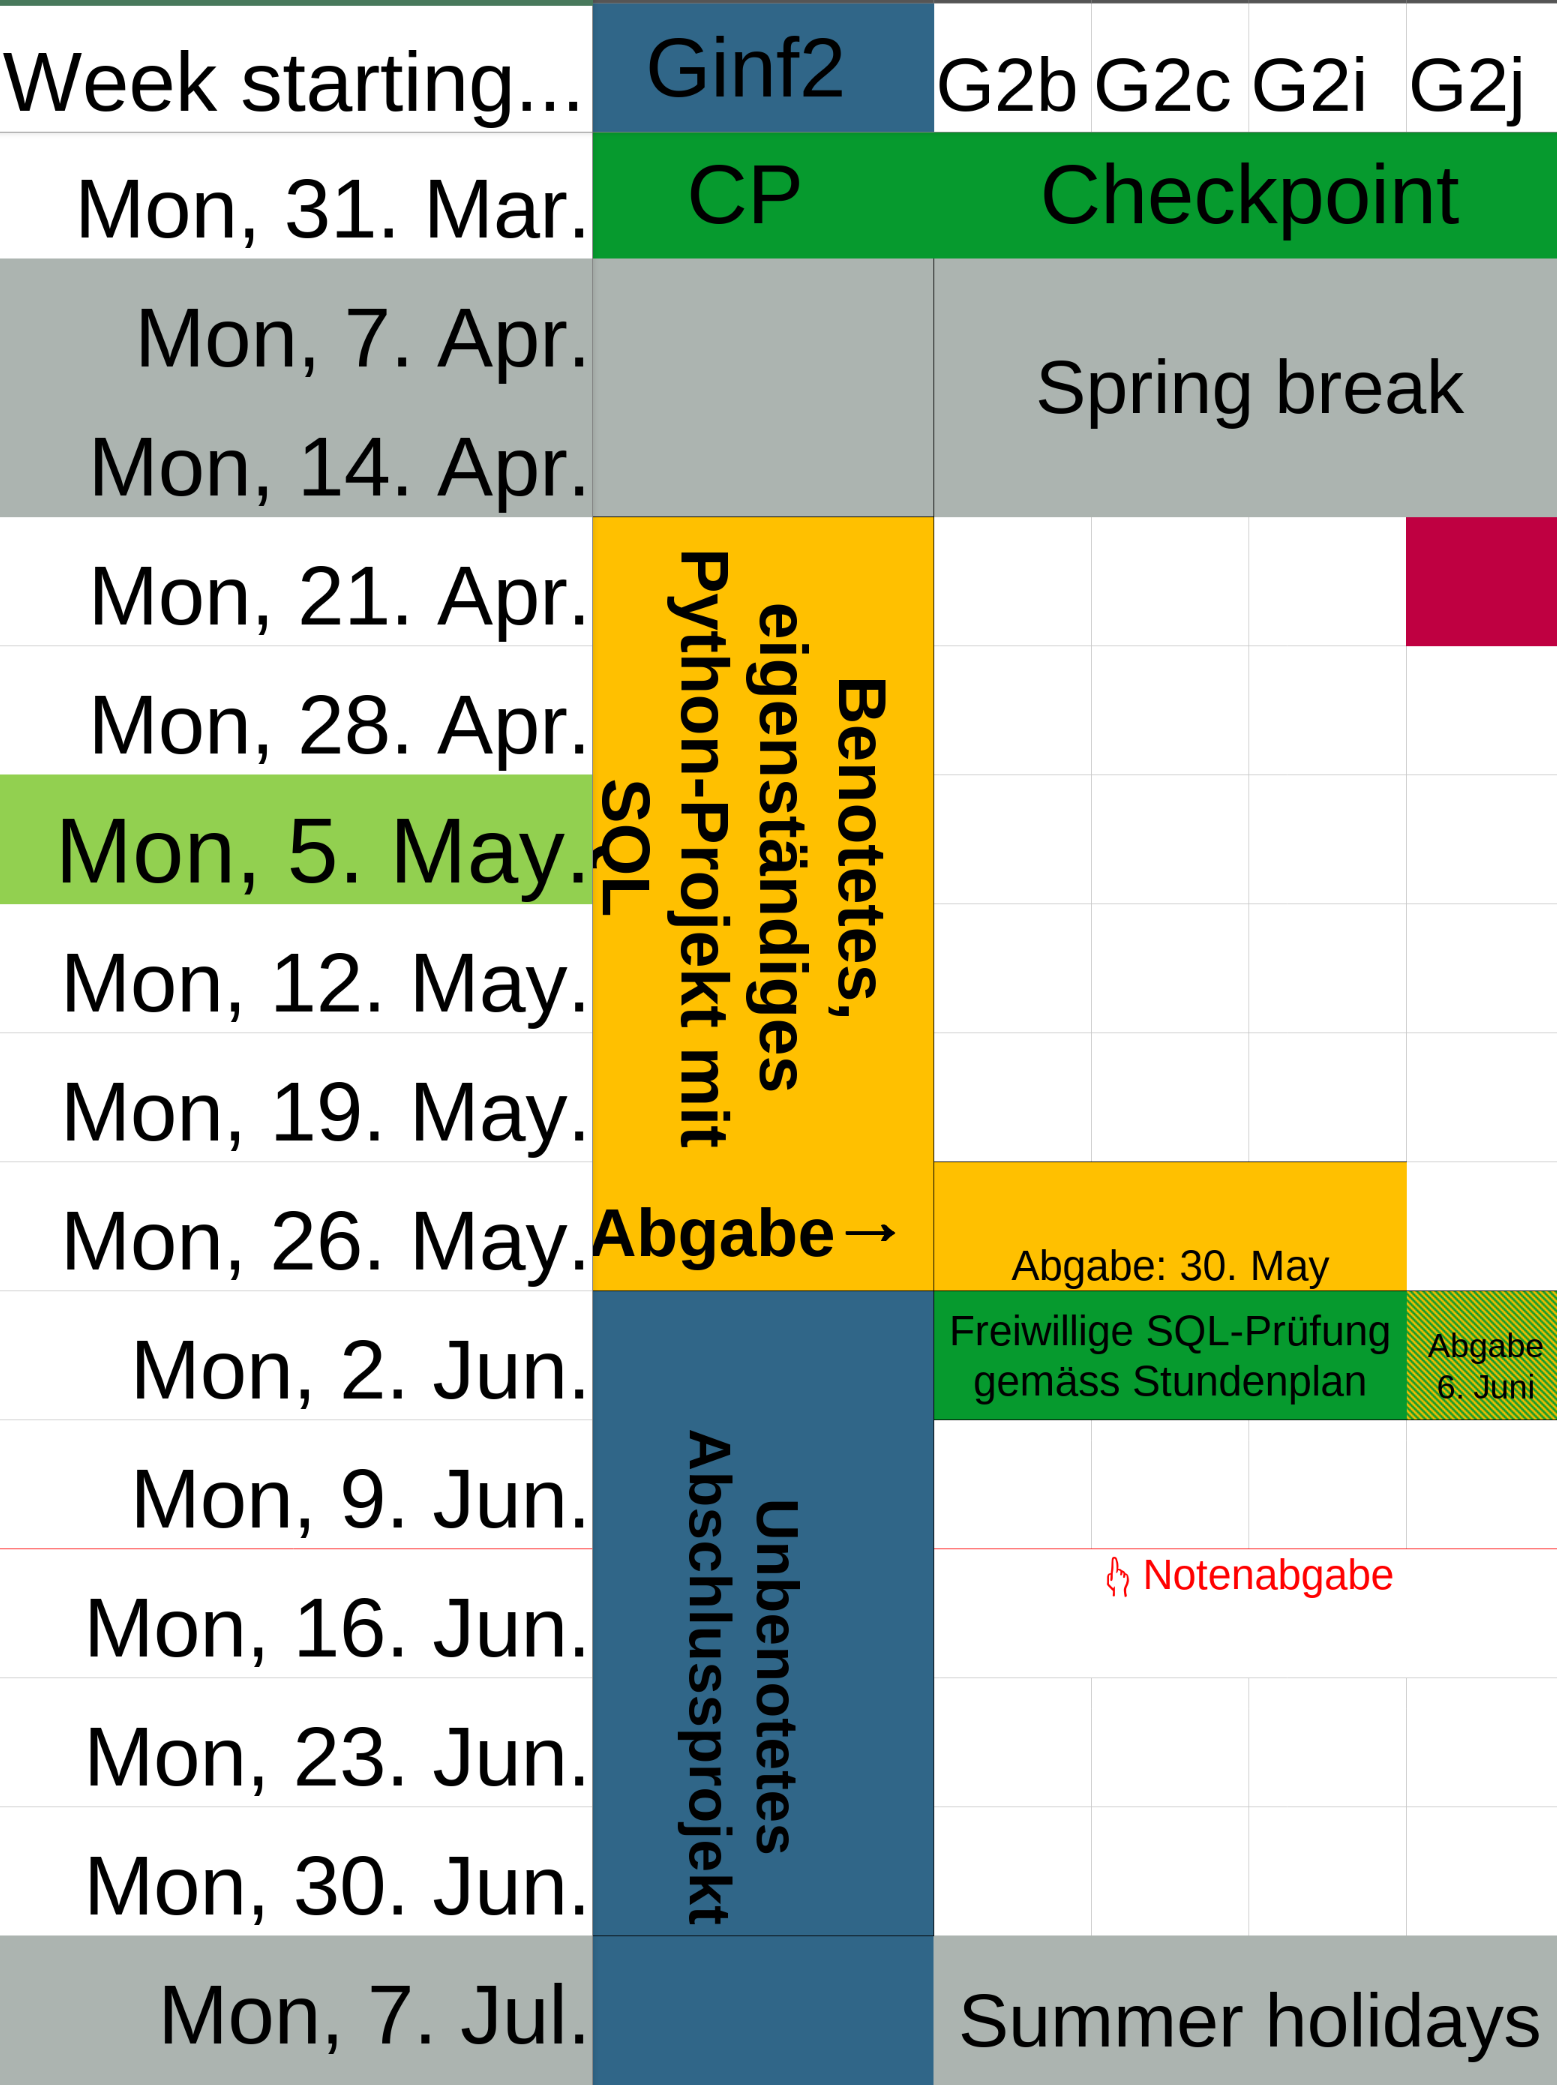 Week starting... Ginf2 G2b G2c G2i G2j
Mon, 31. Mar. CP Checkpoint
Mon, 7. Apr.
Spring break
Mon, 14. Apr.
Mon, 21. Apr.
Mon, 28. Apr.
Mon, 5. May.
Mon, 12. May.
Mon, 19. May.
Benotetes,
eigenständiges
Python-Projekt mit
SQL
Mon, 26. May. Abgabe→
Abgabe: 30. May
Mon, 2. Jun.
Freiwillige SQL-Prüfung
gemäss Stundenplan
Abgabe
6. Juni
Mon, 9. Jun.
☝ Notenabgabe
Mon, 16. Jun.
Mon, 23. Jun.
Mon, 30. Jun.
Unbenotetes
Abschlussprojekt
Mon, 7. Jul. Summer holidays